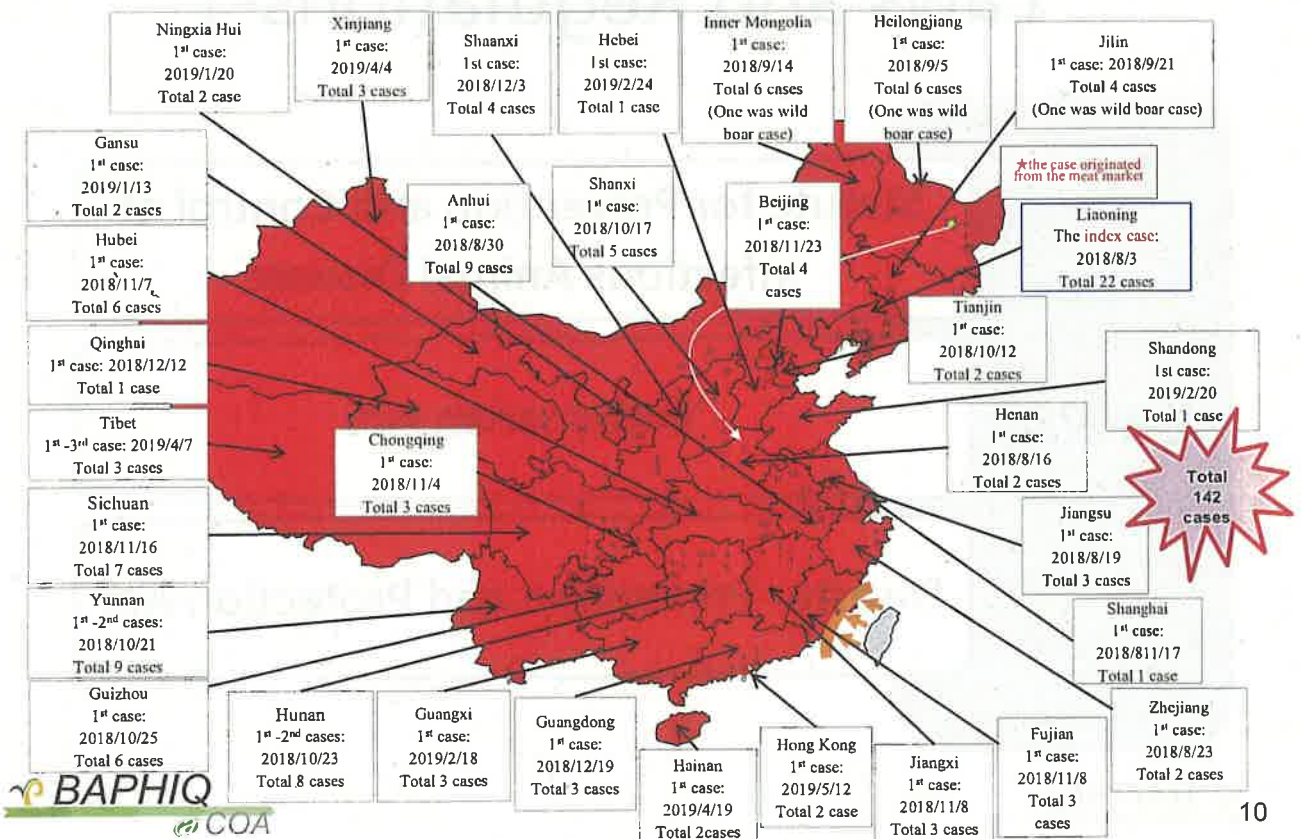 Ningxia Hui
1st case:
2019/1/20
Total 2 case
Xinjiang
1st case:
2019/4/4
Total 3 cases
Shaanxi
1st case:
2018/12/3
Total 4 cases
Hebei
1st case:
2019/2/24
Total 1 case
Inner Mongolia
1st case:
2018/9/14
Total 6 cases
(One was wild
boar case)
Heilongjiang
1st case:
2018/9/5
Total 6 cases
(One was wild
boar case)
Jilin
1st case: 2018/9/21
Total 4 cases
(One was wild boar case)
★the case originated
from the meat market
Gansu
1st case:
2019/1/13
Total 2 cases
Anhui
1st case:
2018/8/30
Total 9 cases
Shanxi
1st case:
2018/10/17
Total 5 cases
Beijing
1st case:
2018/11/23
Total 4
cases
Liaoning
The index case:
2018/8/3
Total 22 cases
Hubei
1st case:
2018/11/7
Total 6 cases
Tianjin
1st case:
2018/10/12
Total 2 cases
Qinghai
1st case: 2018/12/12
Total 1 case
Shandong
1st case:
2019/2/20
Total 1 case
Tibet
1st -3rd case: 2019/4/7
Total 3 cases
Chongqing
1st case:
2018/11/4
Total 3 cases
Henan
1st case:
2018/8/16
Total 2 cases
Total
142
cases
Sichuan
1st case:
2018/11/16
Total 7 cases
Jiangsu
1st case:
2018/8/19
Total 3 cases
Yunnan
1st -2nd cases:
2018/10/21
Total 9 cases
Shanghai
1st case:
2018/811/17
Total 1 case
Guizhou
1st case:
2018/10/25
Total 6 cases
Hunan
1st -2nd cases:
2018/10/23
Total 8 cases
Guangxi
1st case:
2019/2/18
Total 3 cases
Guangdong
1st case:
2018/12/19
Total 3 cases
Hainan
1st case:
2019/4/19
Total 2cases
Hong Kong
1st case:
2019/5/12
Total 2 case
Jiangxi
1st case:
2018/11/8
Total 3 cases
Fujian
1st case:
2018/11/8
Total 3
cases
Zhejiang
1st case:
2018/8/23
Total 2 cases
BAPHIQ
COA
10